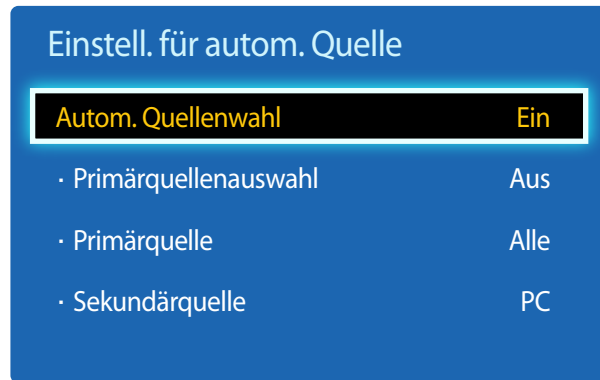 Einstell. für autom. Quelle
Autom. Quellenwahl Ein
· Primärquellenauswahl Aus
· Primärquelle Alle
· Sekundärquelle PC